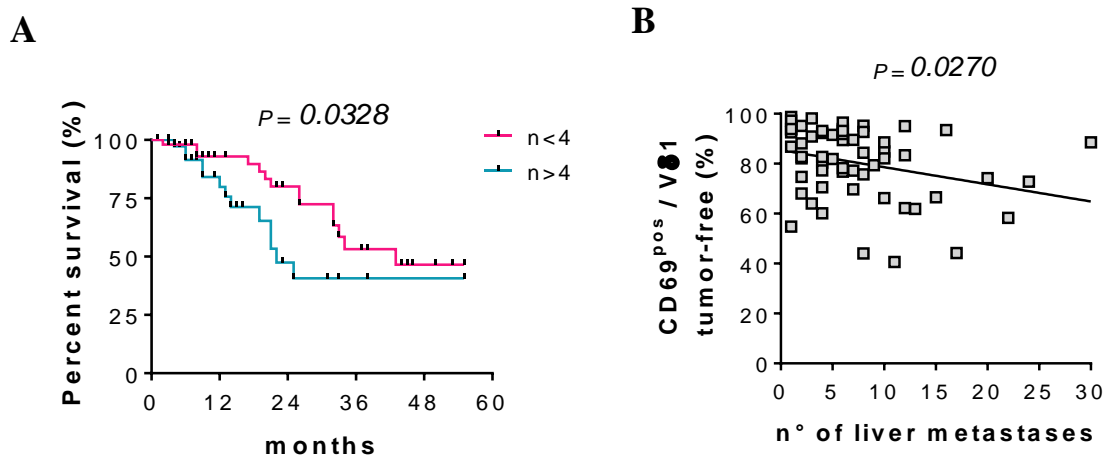 A
P = 0.0328
Percent survival (%)
100
75
50
25
0
0 12 24 36 48 60
months
n<4
n>4
B
P = 0.0270
CD69pos / Vδ1
tumor-free (%)
100
80
60
40
20
0
0 5 10 15 20 25 30
n° of liver metastases